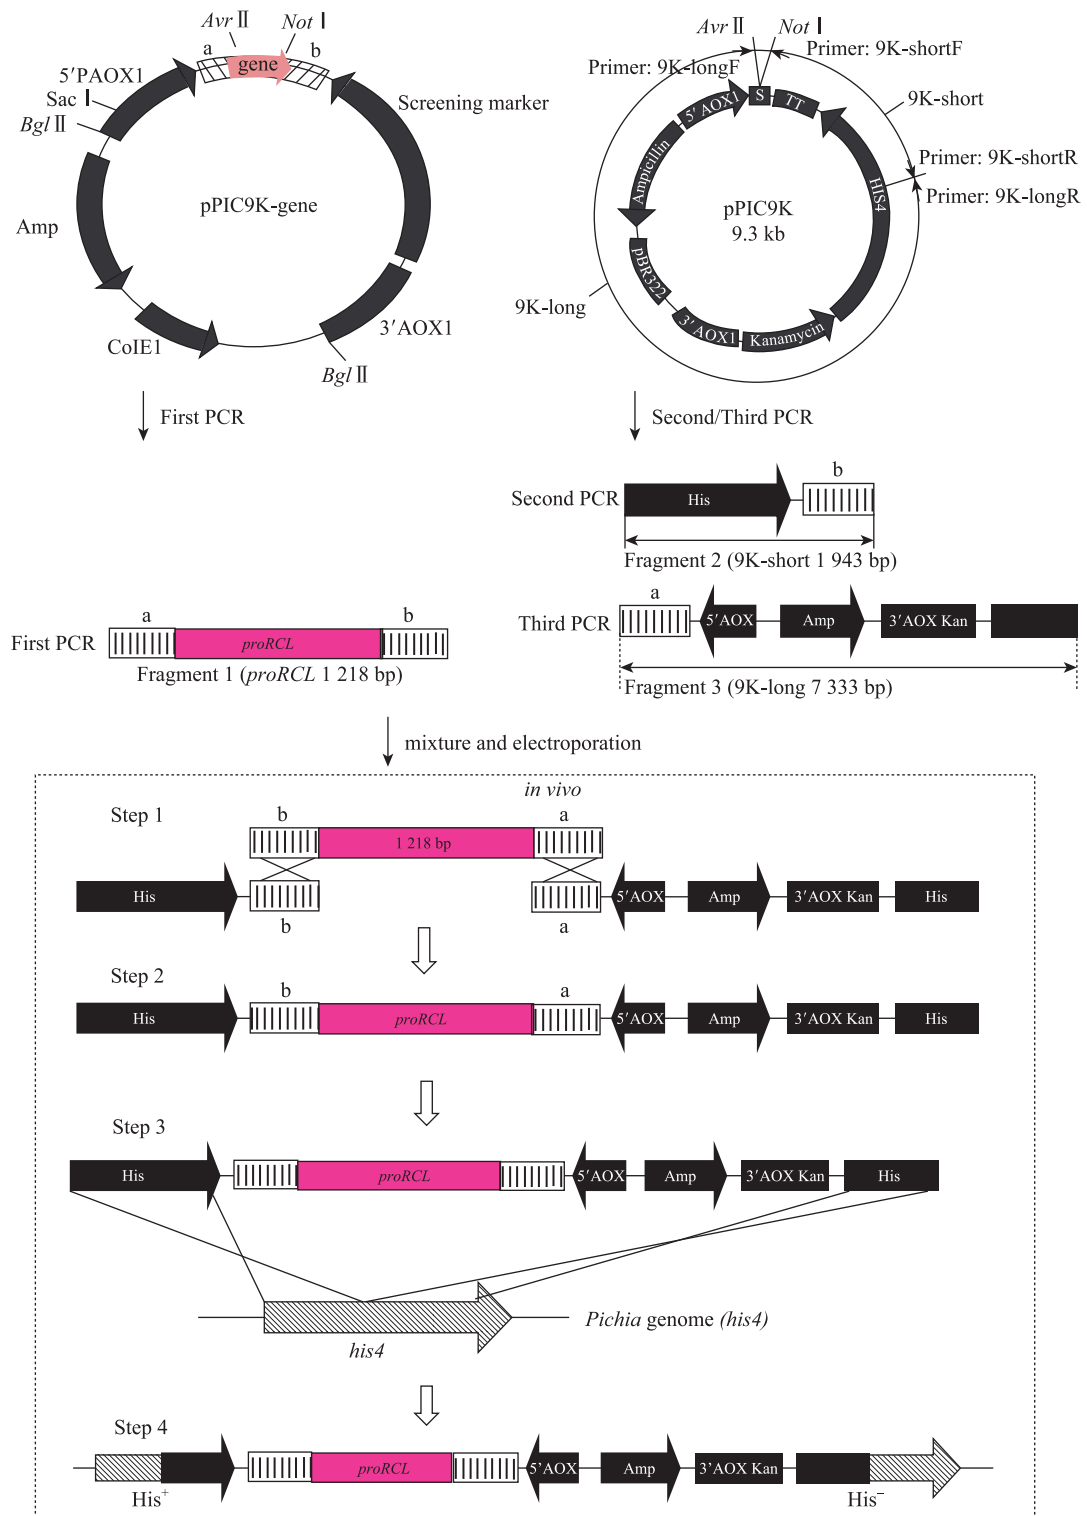 Avr Ⅱ
Not Ⅰ
a
b
gene
5′PAOX1
Sac Ⅰ
Bgl Ⅱ
Screening marker
pPIC9K-gene
Amp
3′AOX1
CoIE1
Bgl Ⅱ
Avr Ⅱ
Not Ⅰ
Primer: 9K-shortF
Primer: 9K-longF
5′ AOX1
S
TT
9K-short
Ampicillin
Primer: 9K-shortR
HIS4
Primer: 9K-longR
pPIC9K
9.3 kb
pBR322
9K-long
3′ AOX1
Kanamycin
First PCR
Second/Third PCR
b
Second PCR
His
Fragment 2 (9K-short 1 943 bp)
a
Third PCR
5′AOX
Amp
3′AOX Kan
Fragment 3 (9K-long 7 333 bp)
a
b
First PCR
proRCL
Fragment 1 (proRCL 1 218 bp)
mixture and electroporation
in vivo
Step 1
b
a
1 218 bp
His
5′AOX
Amp
3′AOX Kan
His
b
a
Step 2
b
a
His
proRCL
5′AOX
Amp
3′AOX Kan
His
Step 3
His
proRCL
5′AOX
Amp
3′AOX Kan
His
Pichia genome (his4)
his4
Step 4
proRCL
5′AOX
Amp
3′AOX Kan
His+
His−